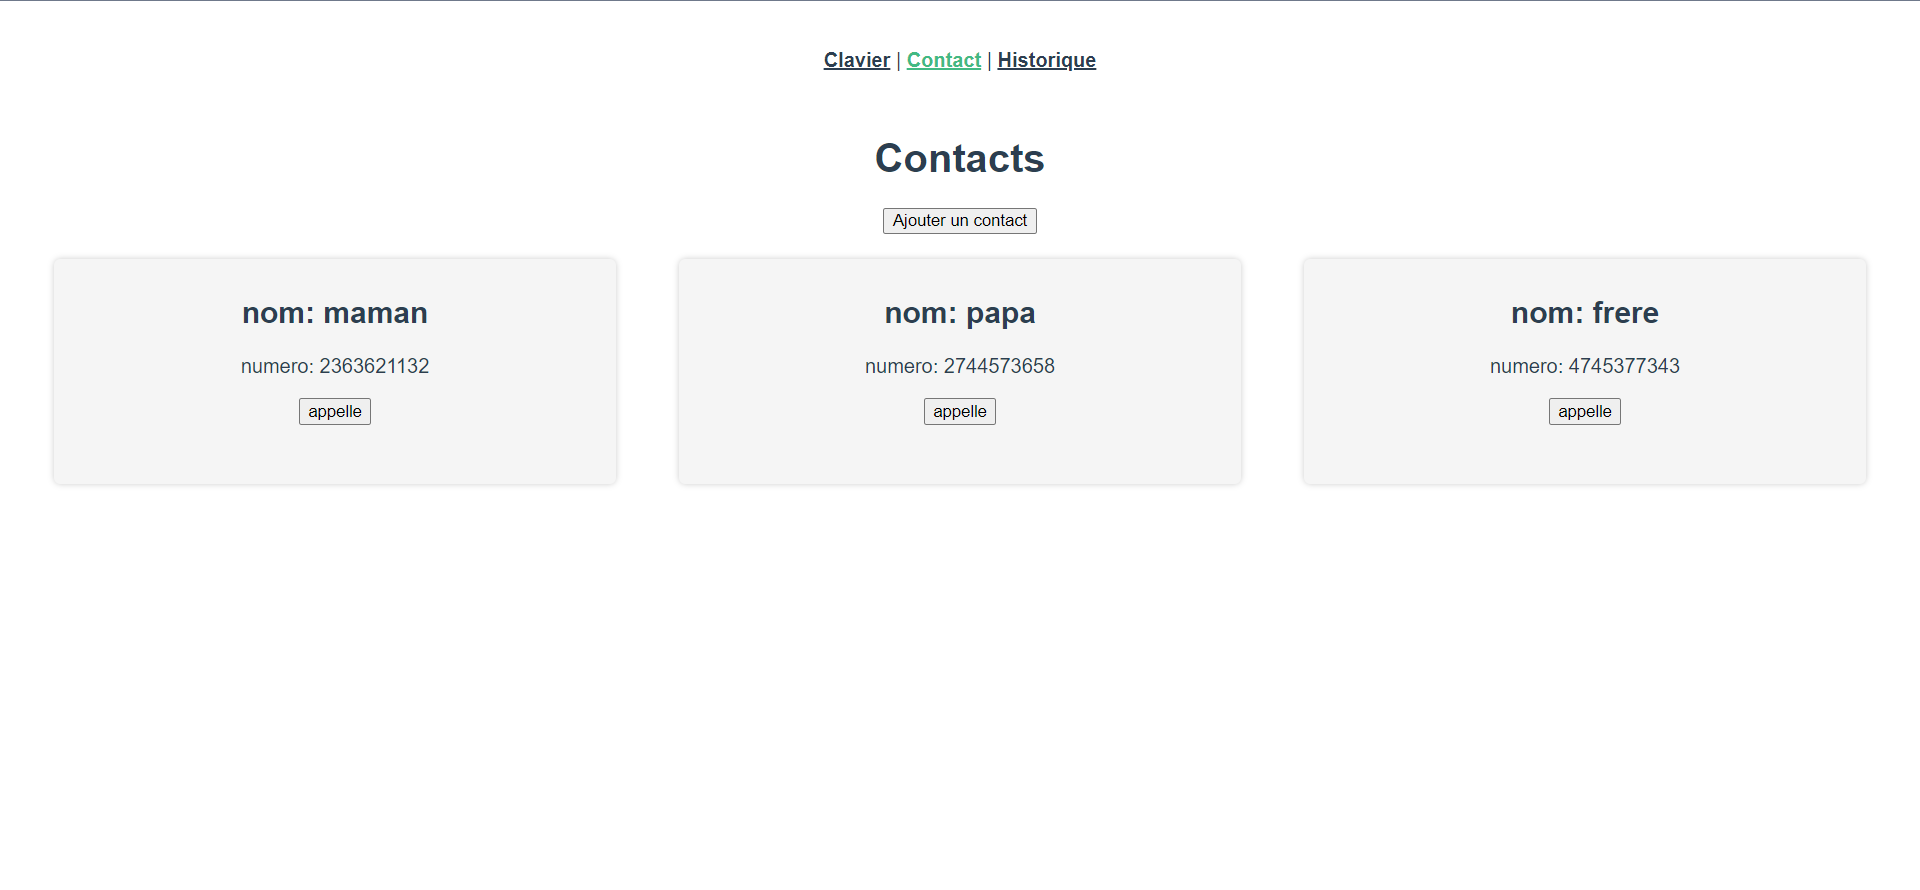 Clavier | Contact | Historique
Contacts
Ajouter un contact
nom: maman
numero: 2363621132
appelle
nom: papa
numero: 2744573658
appelle
nom: frere
numero: 4745377343
appelle